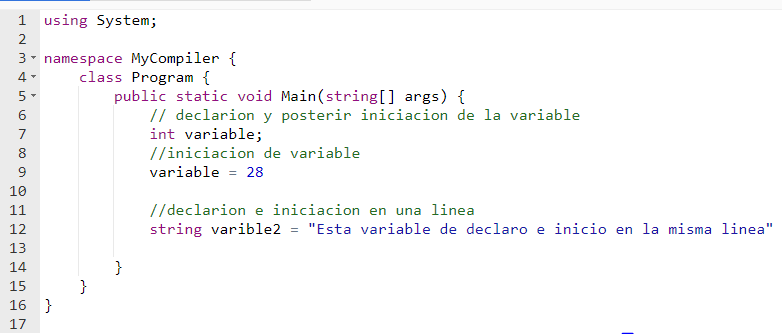 1 using System;
2
3 namespace MyCompiler {
4 class Program {
5 public static void Main(string[] args) {
6 // declarion y posterir iniciacion de la variable
7 int variable;
8 //iniciacion de variable
9 variable = 28
10
11 //declarion e iniciacion en una linea
12 string varible2 = "Esta variable de declaro e inicio en la misma linea"
13
14 }
15 }
16 }
17